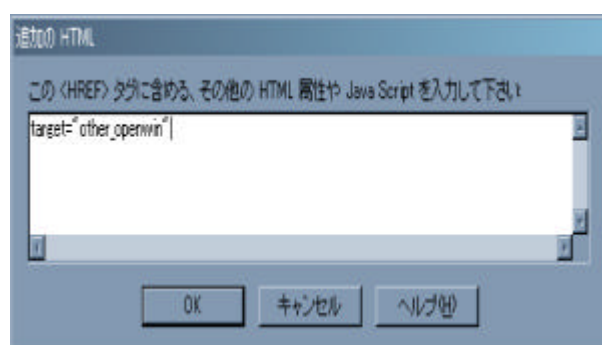 追加の HTML
この <HREF> タグに含める、その他の HTML 属性や Java Script を入力して下さい
target="other_openwin"
OK
キャンセル
ヘルプ(H)